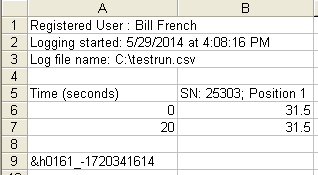 A B
1 Registered User : Bill French
2 Logging started: 5/29/2014 at 4:08:16 PM
3 Log file name: C:\testrun.csv
4
5 Time (seconds) SN: 25303; Position 1
6 0 31.5
7 20 31.5
8
9 &h0161_-1720341614